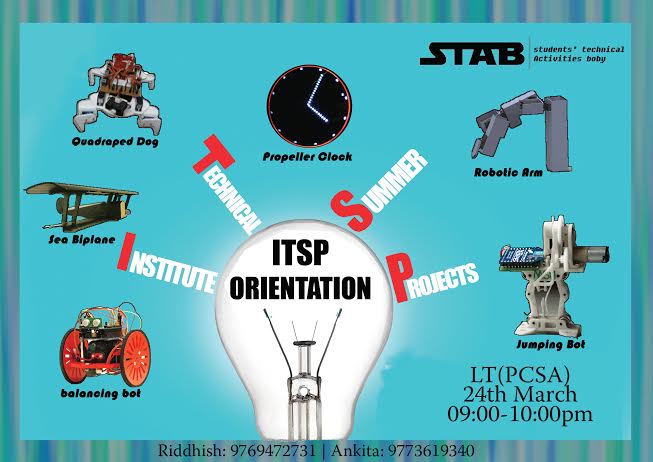 STAB
students' technical
Activities boby
Quadraped Dog
Propeller Clock
Robotic Arm
Sea Biplane
INSTITUTE
TECHNICAL
SUMMER
PROJECTS
ITSP
ORIENTATION
balancing bot
Jumping Bot
LT(PCSA)
24th March
09:00-10:00pm
Riddhish: 9769472731 | Ankita: 9773619340